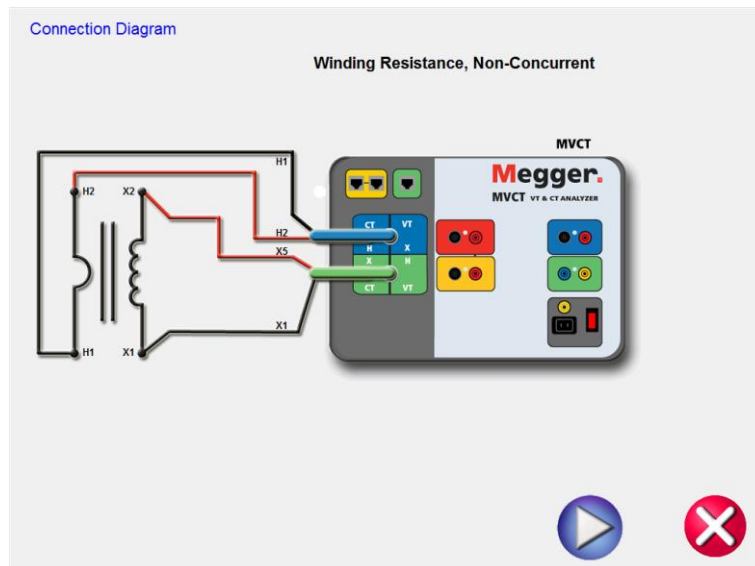 Connection Diagram
Winding Resistance, Non-Concurrent
MVCT
H1
Megger.
MVCT VT & CT ANALYZER
H2
X2
CT
VT
H2
H
X
X5
X
H
CT
VT
X1
H1
X1